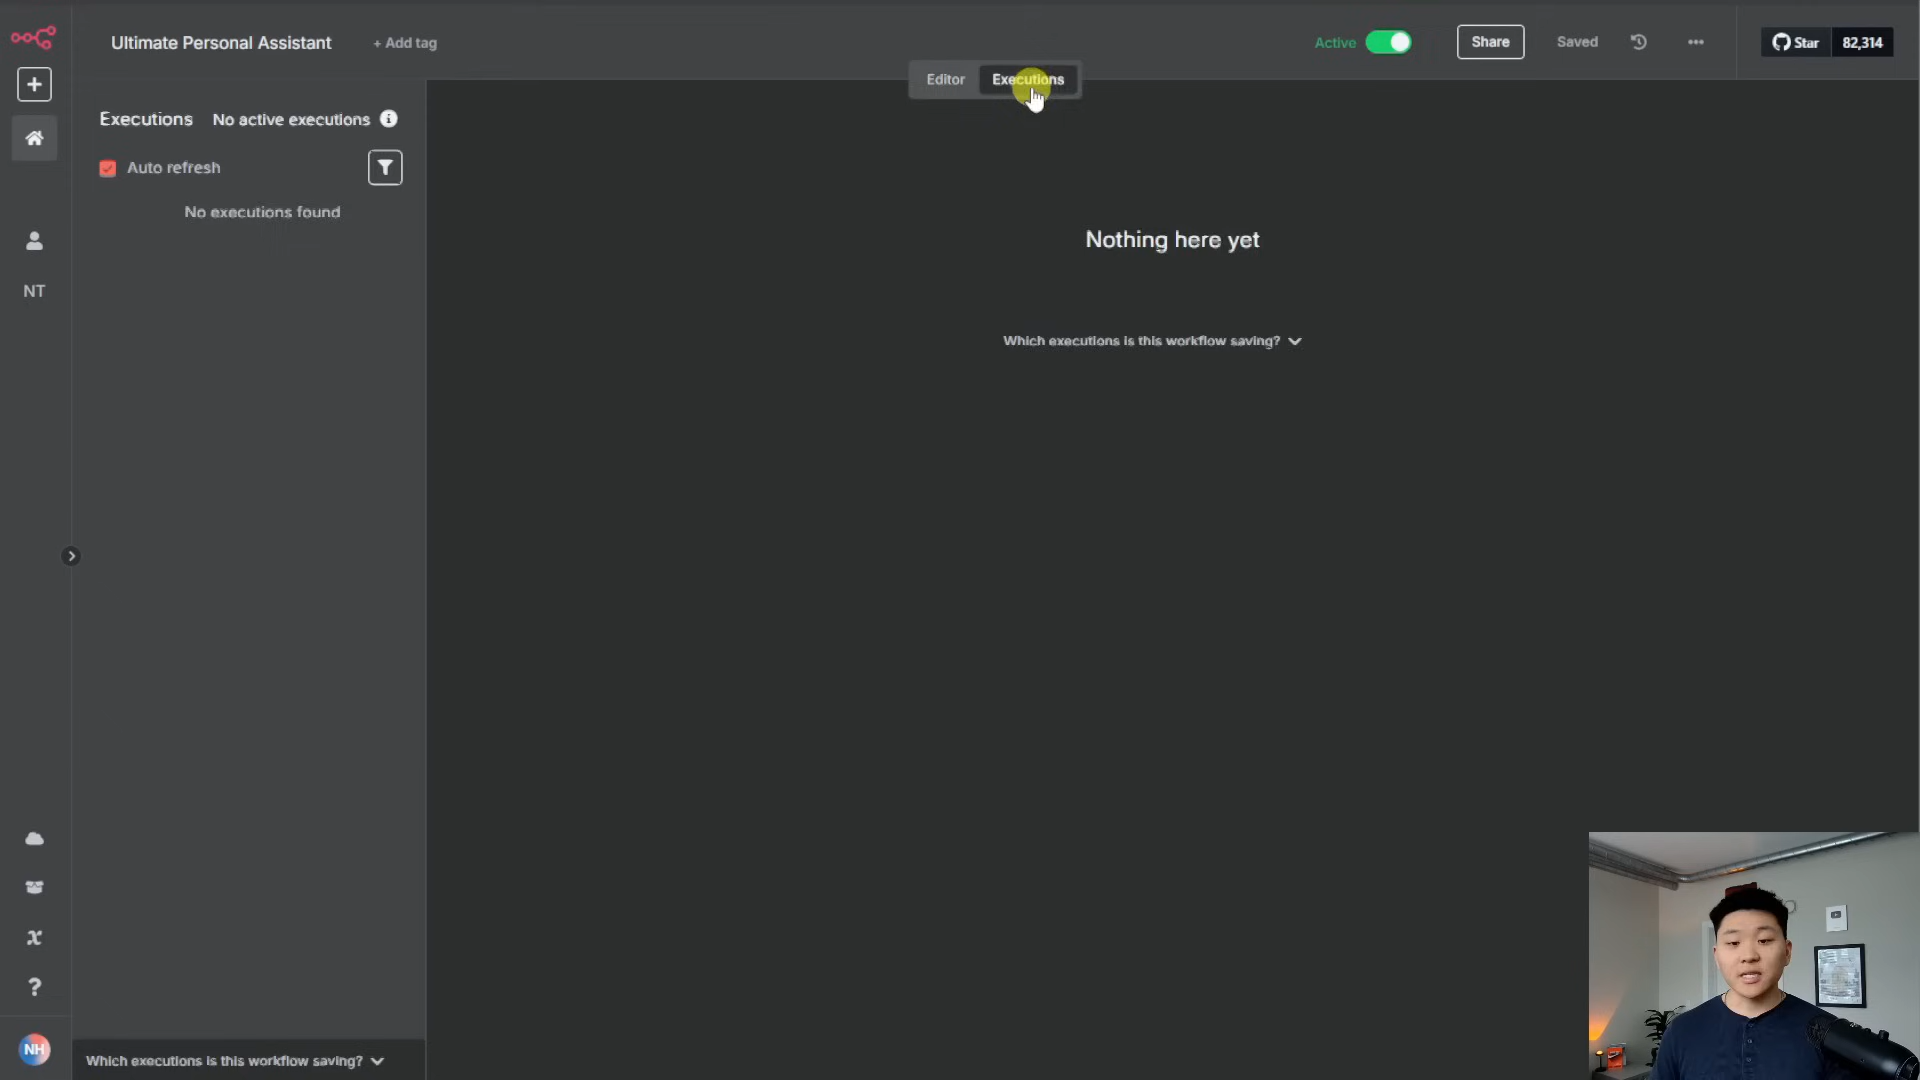 Ultimate Personal Assistant
+ Add tag
Active
Share
Saved
Star
82,314
Editor
Executions
Executions
No active executions
Auto refresh
No executions found
Nothing here yet
Which executions is this workflow saving?
NT
NH
Which executions is this workflow saving?